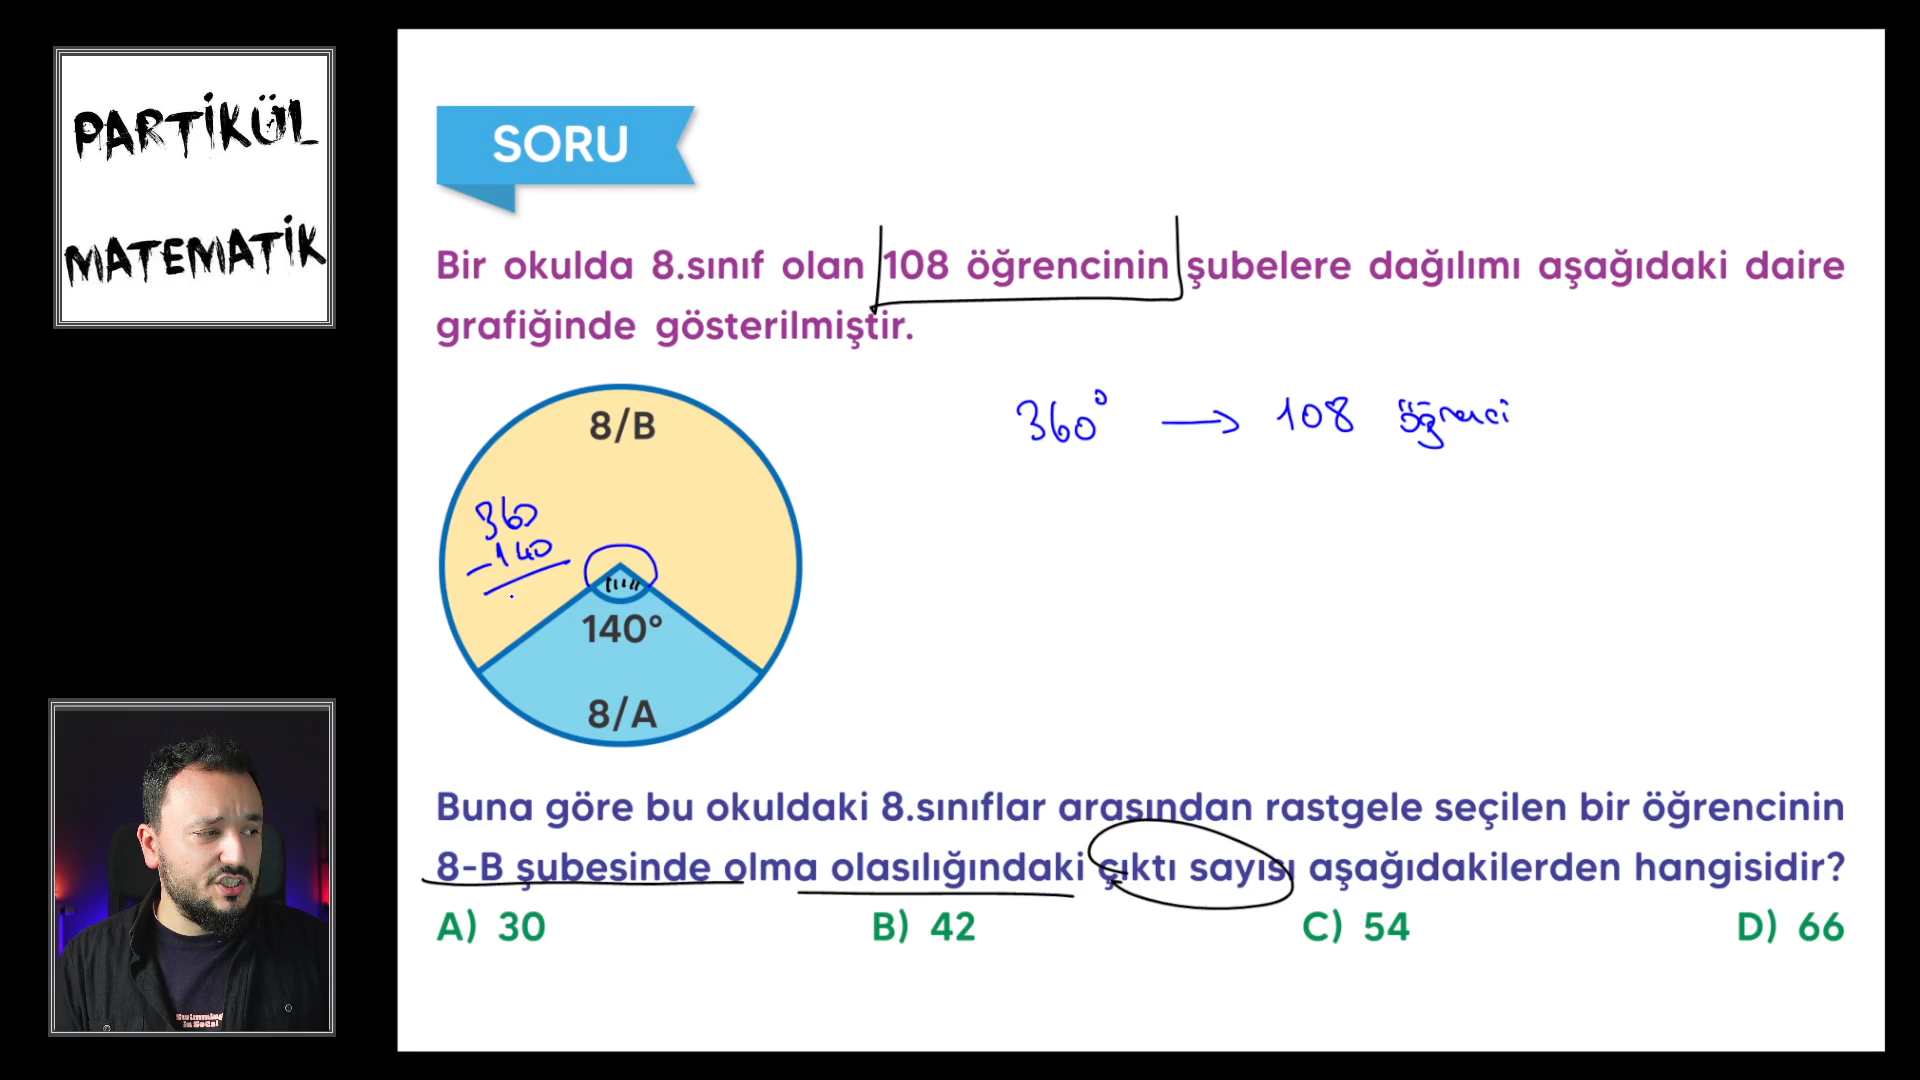 PARTİKÜL
MATEMATİK
SORU
Bir okulda 8.sınıf olan 108 öğrencinin şubelere dağılımı aşağıdaki daire
grafiğinde gösterilmiştir.
8/B
360
-140
140°
8/A
360° → 108 öğrenci
Buna göre bu okuldaki 8.sınıflar arasından rastgele seçilen bir öğrencinin
8-B şubesinde olma olasılığındaki çıktı sayısı aşağıdakilerden hangisidir?
A) 30 B) 42 C) 54 D) 66